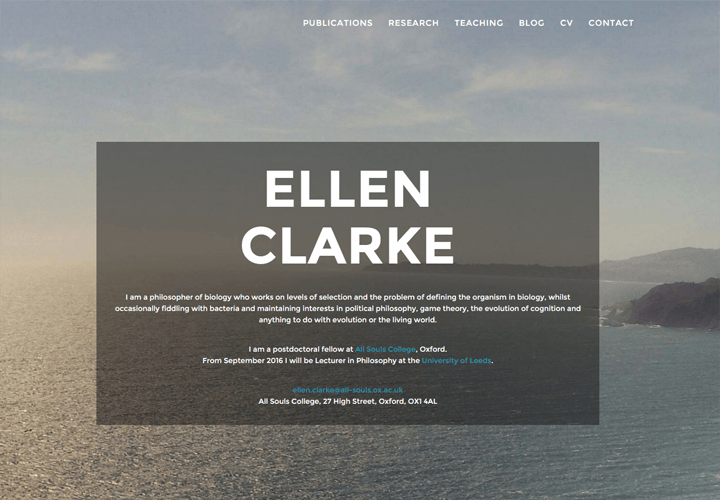 PUBLICATIONS RESEARCH TEACHING BLOG CV CONTACT
ELLEN
CLARKE
I am a philosopher of biology who works on levels of selection and the problem of defining the organism in biology, whilst
occasionally fiddling with bacteria and maintaining interests in political philosophy, game theory, the evolution of cognition and
anything to do with evolution or the living world.
I am a postdoctoral fellow at All Souls College, Oxford.
From September 2016 I will be Lecturer in Philosophy at the University of Leeds.
ellen.clarke@all-souls.ox.ac.uk
All Souls College, 27 High Street, Oxford, OX1 4AL